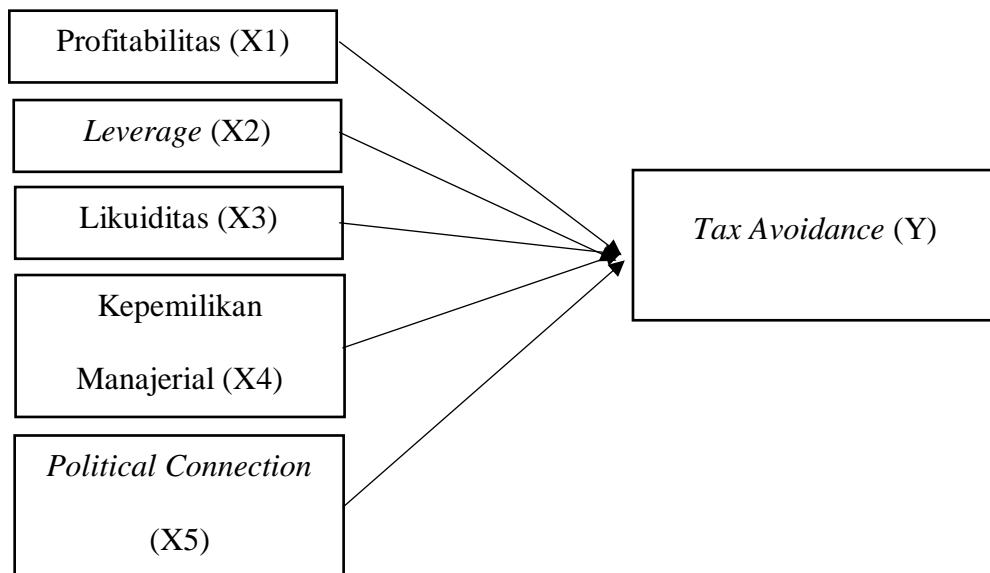 Profitabilitas (X1)
Leverage (X2)
Likuiditas (X3)
Kepemilikan
Manajerial (X4)
Political Connection
(X5)
Tax Avoidance (Y)